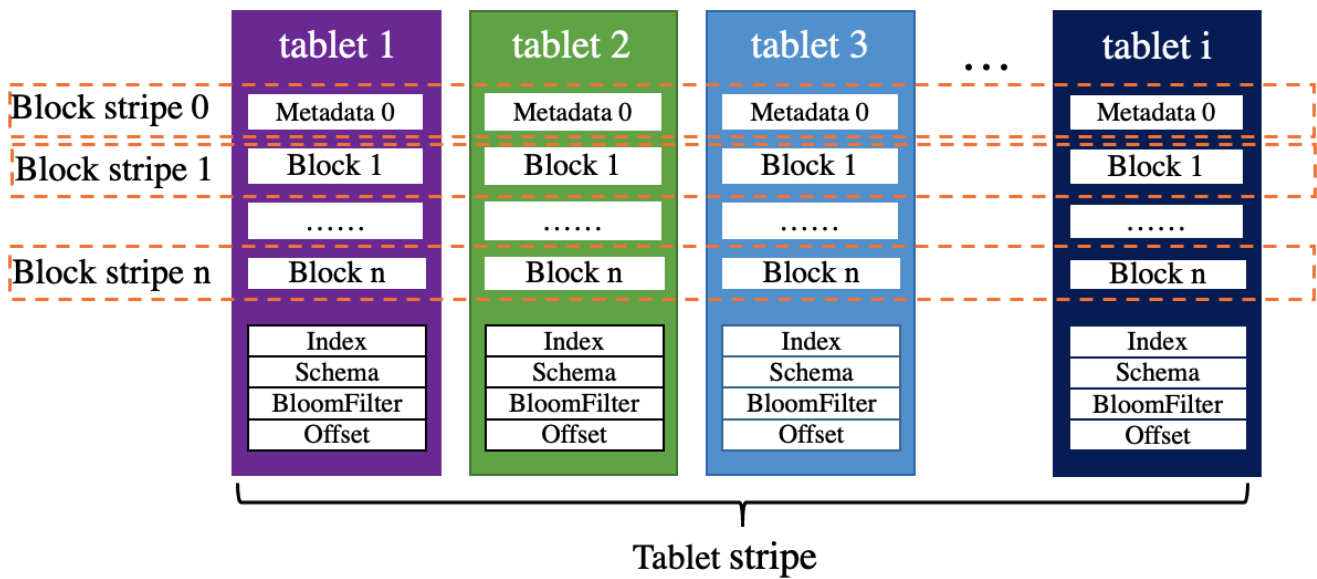 tablet 1 tablet 2 tablet 3 ... tablet i
Block stripe 0 Metadata 0 Metadata 0 Metadata 0 Metadata 0
Block stripe 1 Block 1 Block 1 Block 1 Block 1
...... ...... ...... ......
Block stripe n Block n Block n Block n Block n
Index Index Index Index
Schema Schema Schema Schema
BloomFilter BloomFilter BloomFilter BloomFilter
Offset Offset Offset Offset
Tablet stripe